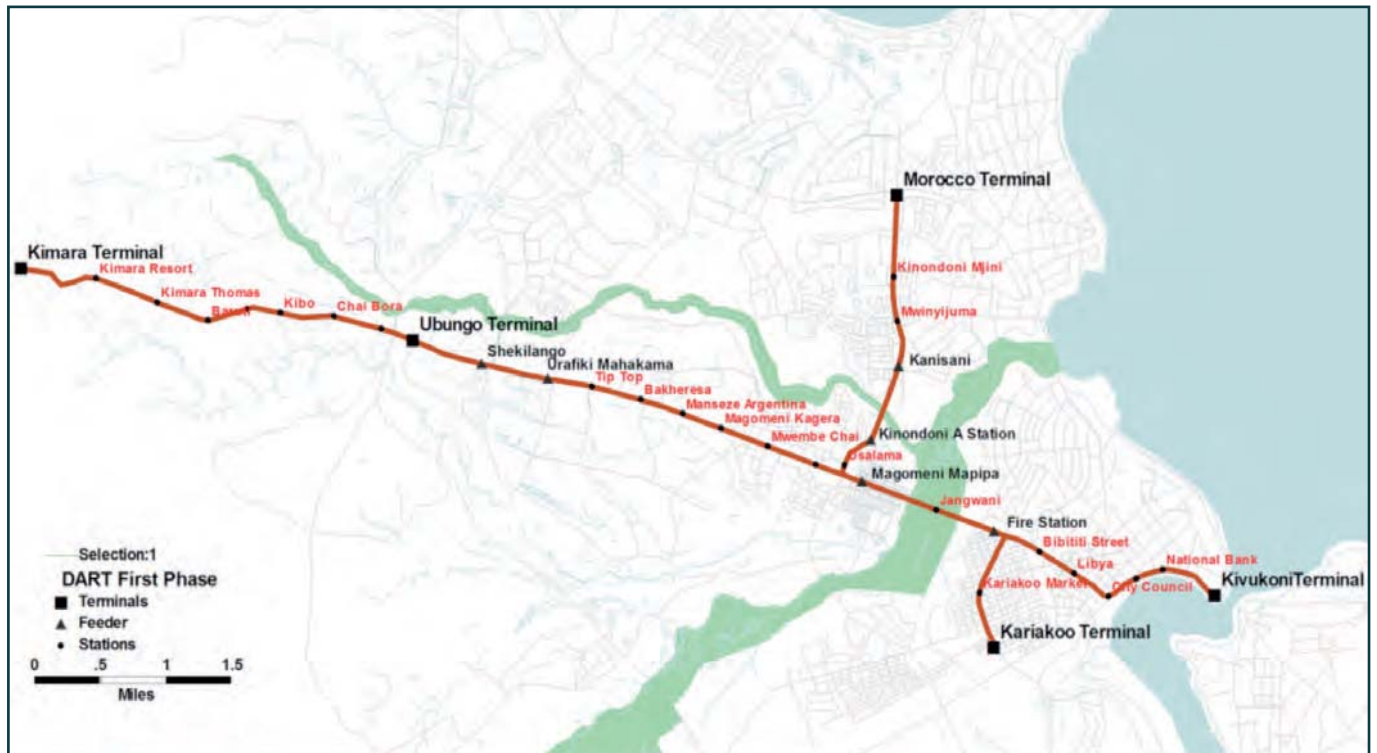 Morocco Terminal
Kimara Terminal
Kimara Resort
Kinondoni Mjini
Kimara Thomas
Kibo
Chai Bora
Mwinyijuma
Ubungo Terminal
Shekilango
Urafiki Mahakama
Kanisani
Tip Top
Bakheresa
Manseze Argentina
Magomeni Kagera
Mwembe Chai
Kinondoni A Station
Usalama
Magomeni Mapipa
Jangwani
Fire Station
Bibititi Street
Libya
National Bank
KivukoniTerminal
Kariakoo Market
City Council
Kariakoo Terminal
Selection:1
DART First Phase
Terminals
Feeder
Stations
0 .5 1 1.5
Miles